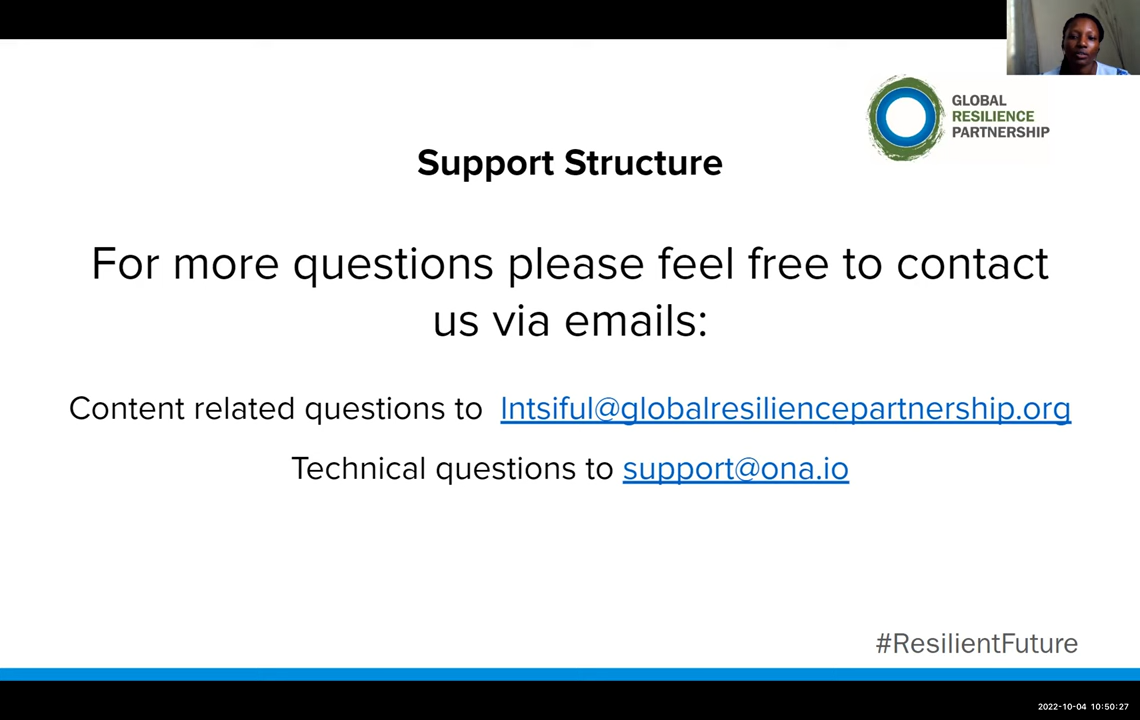 GLOBAL
RESILIENCE
PARTNERSHIP
Support Structure
For more questions please feel free to contact
us via emails:
Content related questions to lntsiful@globalresiliencepartnership.org
Technical questions to support@ona.io
#ResilientFuture
2022-10-04 10:50:27